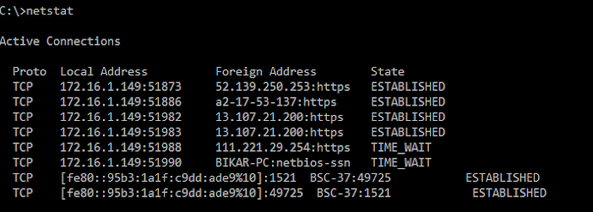 C:\>netstat
Active Connections
Proto  Local Address          Foreign Address        State
TCP    172.16.1.149:51873     52.139.250.253:https   ESTABLISHED
TCP    172.16.1.149:51886     a2-17-53-137:https     ESTABLISHED
TCP    172.16.1.149:51982     13.107.21.200:https    ESTABLISHED
TCP    172.16.1.149:51983     13.107.21.200:https    ESTABLISHED
TCP    172.16.1.149:51988     111.221.29.254:https   TIME_WAIT
TCP    172.16.1.149:51990     BIKAR-PC:netbios-ssn   TIME_WAIT
TCP    [fe80::95b3:1a1f:c9dd:ade9%10]:1521  BSC-37:49725           ESTABLISHED
TCP    [fe80::95b3:1a1f:c9dd:ade9%10]:49725  BSC-37:1521            ESTABLISHED